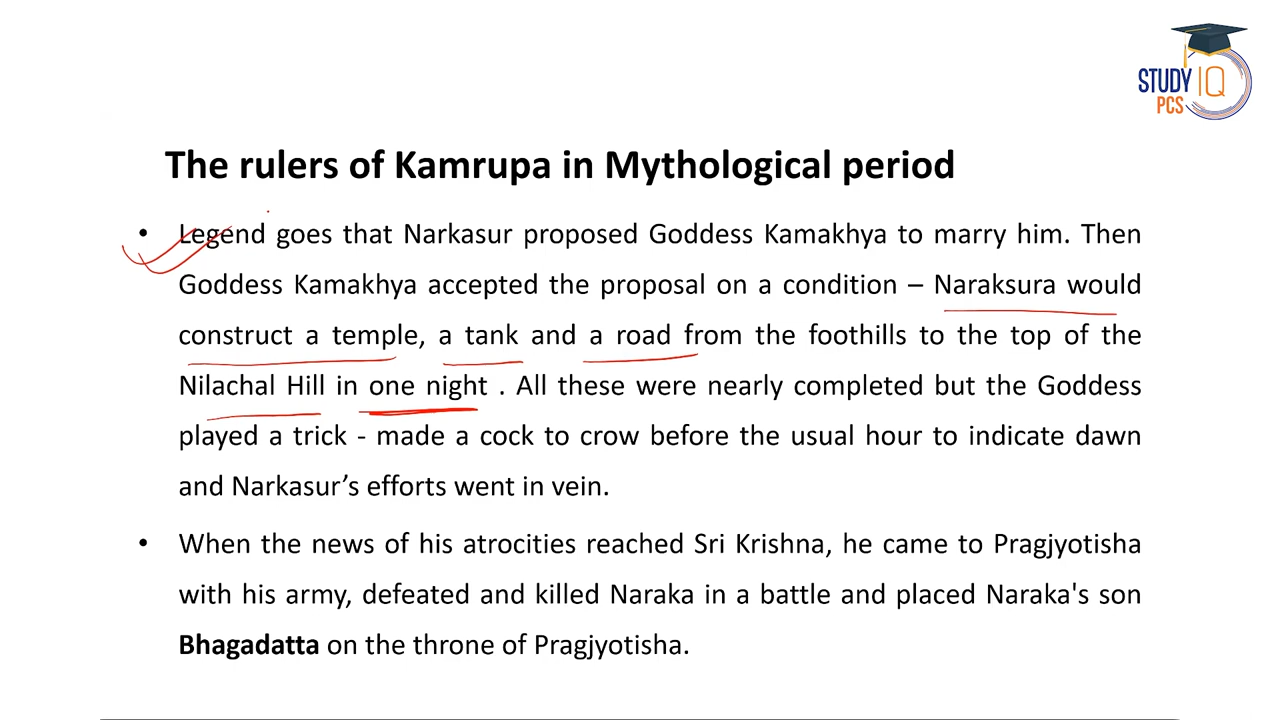 STUDY IQ
PCS
The rulers of Kamrupa in Mythological period
• Legend goes that Narkasur proposed Goddess Kamakhya to marry him. Then
Goddess Kamakhya accepted the proposal on a condition – Naraksura would
construct a temple, a tank and a road from the foothills to the top of the
Nilachal Hill in one night . All these were nearly completed but the Goddess
played a trick - made a cock to crow before the usual hour to indicate dawn
and Narkasur’s efforts went in vein.
• When the news of his atrocities reached Sri Krishna, he came to Pragjyotisha
with his army, defeated and killed Naraka in a battle and placed Naraka's son
Bhagadatta on the throne of Pragjyotisha.